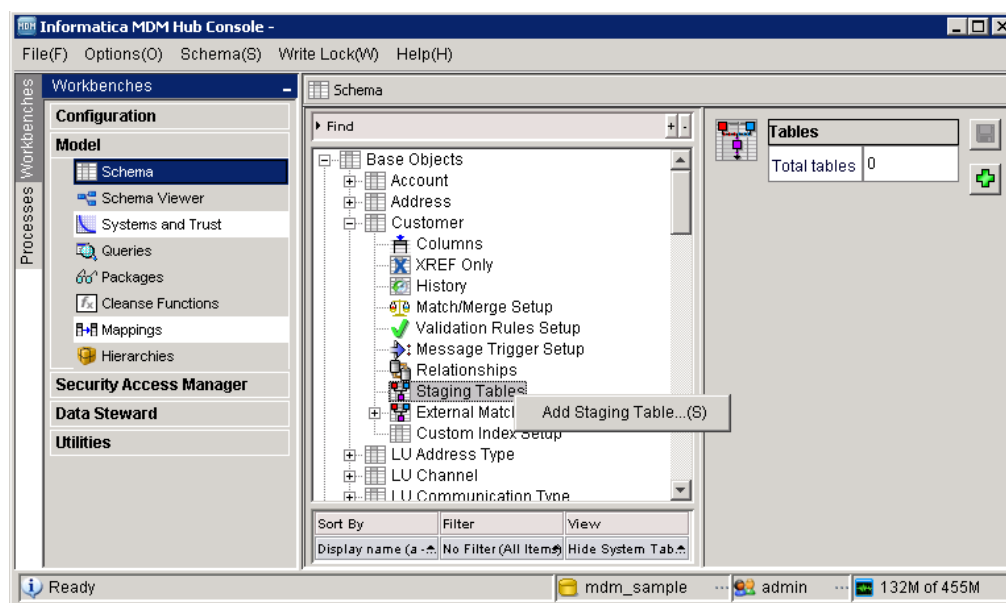 MDM Informatica MDM Hub Console -
File(F) Options(O) Schema(S) Write Lock(W) Help(H)
Processes Workbenches
Workbenches
Configuration
Model
Schema
Schema Viewer
Systems and Trust
Queries
Packages
fx Cleanse Functions
Mappings
Hierarchies
Security Access Manager
Data Steward
Utilities
Schema
Find + -
Base Objects
Account
Address
Customer
Columns
XREF Only
History
Match/Merge Setup
Validation Rules Setup
Message Trigger Setup
Relationships
Staging Tables
External Matc
Add Staging Table...(S)
Custom Index Setup
LU Address Type
LU Channel
LU Communication Type
Sort By Filter View
Display name (a - No Filter (All Items) Hide System Tab
Tables
Total tables 0
Ready mdm_sample ... admin ... 132M of 455M